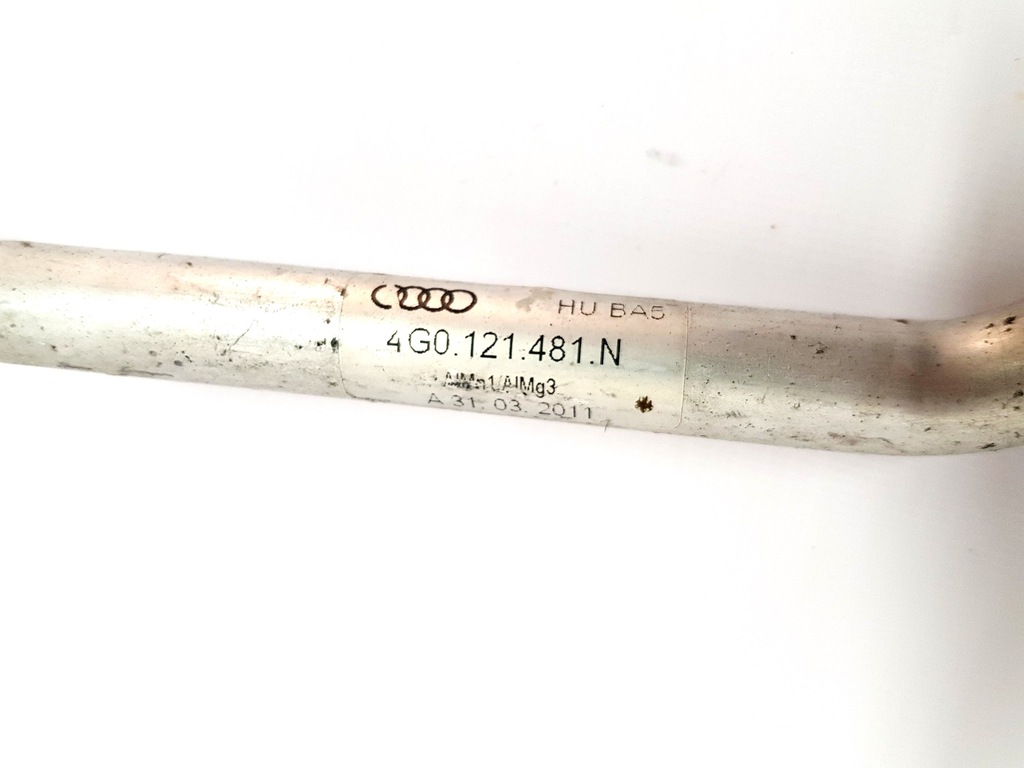 HU BA5
4G0.121.481.N
AlMn1/AlMg3
A 31. 03. 2011